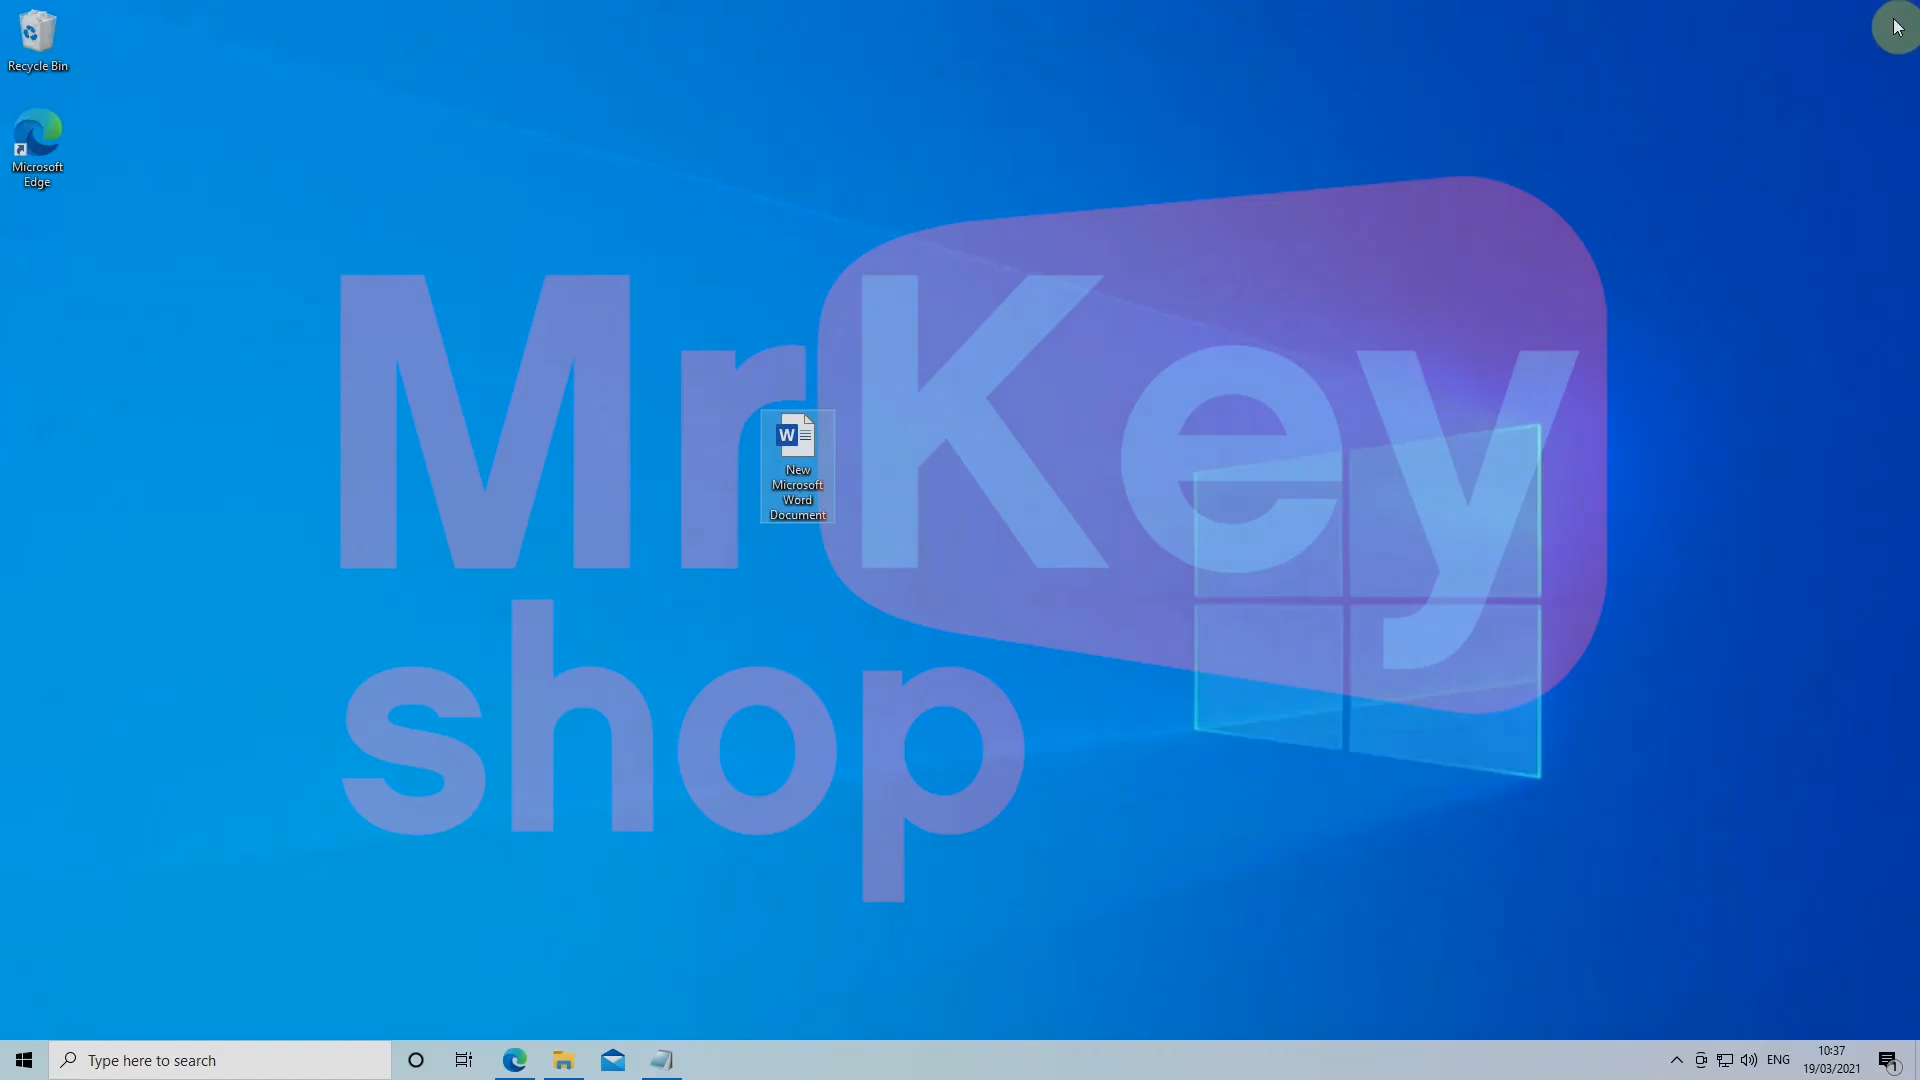 Recycle Bin
Microsoft
Edge
MrKey
shop
W
New
Microsoft
Word
Document
Type here to search
ENG
10:37
19/03/2021
1